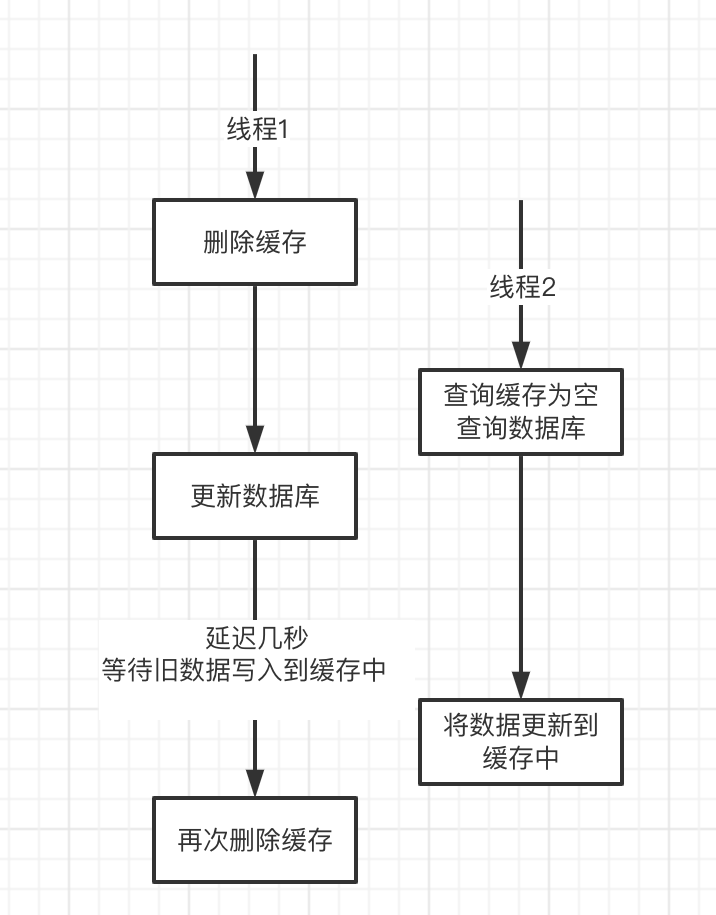 线程1
删除缓存
线程2
查询缓存为空
查询数据库
更新数据库
延迟几秒
等待旧数据写入到缓存中
将数据更新到
缓存中
再次删除缓存